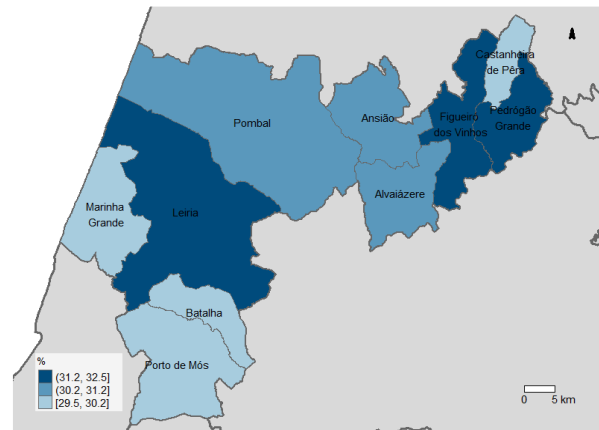 Castanheira
de Pêra
Pombal
Ansião
Figueiró
dos Vinhos
Pedrógão
Grande
Alvaiázere
Marinha
Grande
Leiria
Batalha
Porto de Mós
%
(31.2, 32.5]
(30.2, 31.2]
[29.5, 30.2]
0 5 km